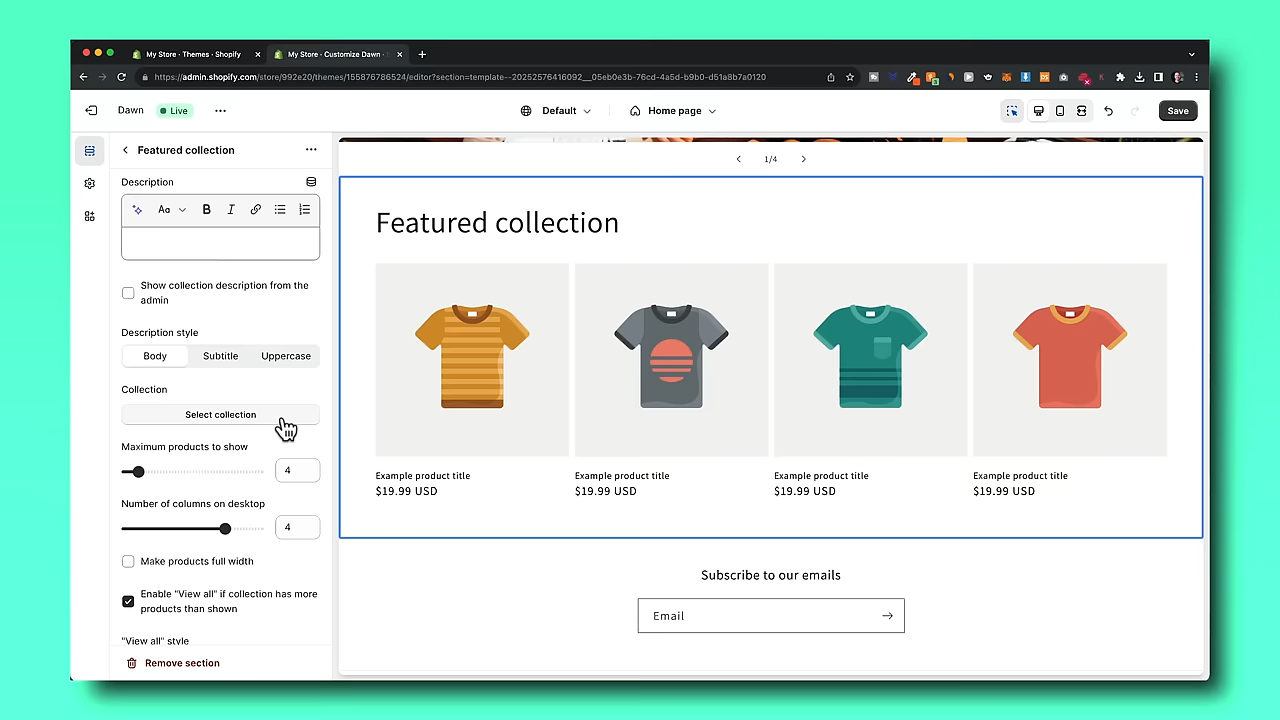 My Store · Themes · Shopify
My Store · Customize Dawn ·
https://admin.shopify.com/store/992e20/themes/155876786524/editor?section=template--20252576416092__05eb0e3b-76cd-4a5d-b9b0-d51a8b7a0120
Dawn
Live
Default
Home page
Save
Featured collection
1/4
Description
Aa
B
I
Featured collection
Show collection description from the
admin
Description style
Body
Subtitle
Uppercase
Collection
Select collection
Maximum products to show
4
Number of columns on desktop
4
Make products full width
Enable "View all" if collection has more
products than shown
"View all" style
Remove section
Example product title
$19.99 USD
Example product title
$19.99 USD
Example product title
$19.99 USD
Example product title
$19.99 USD
Subscribe to our emails
Email